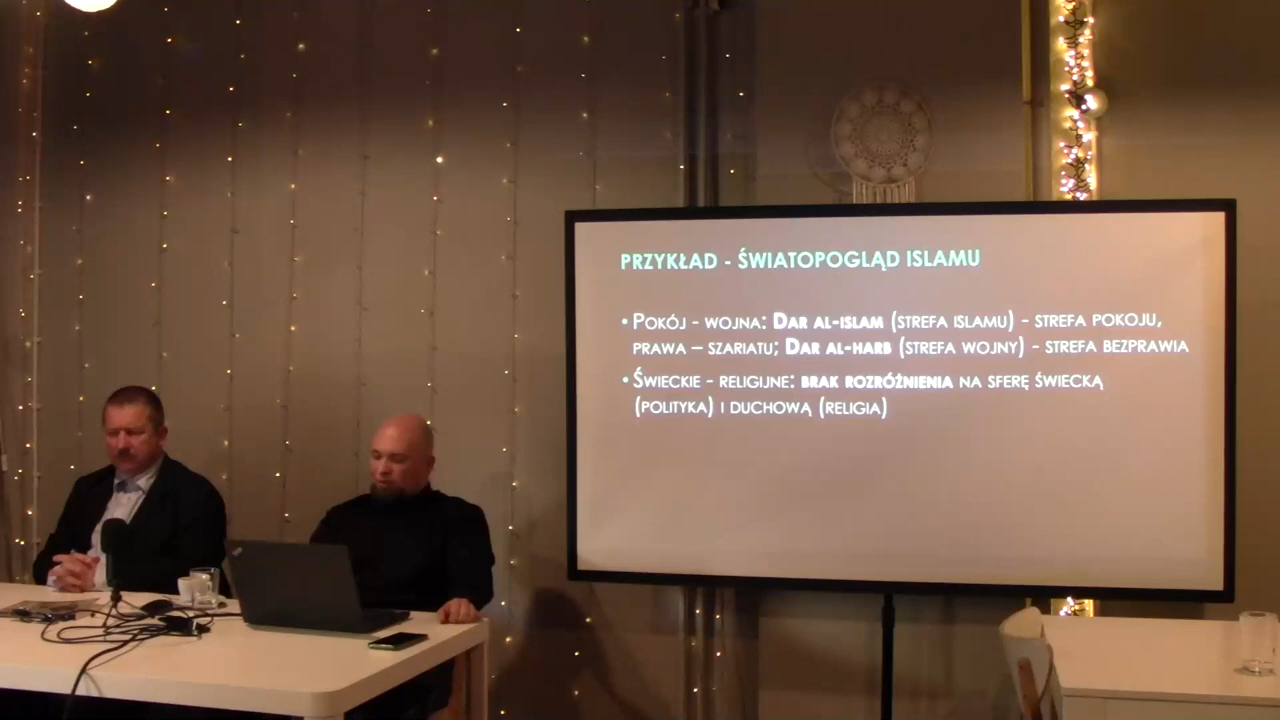 PRZYKŁAD - ŚWIATOPOGLĄD ISLAMU
• POKÓJ - WOJNA: DAR AL-ISLAM (STREFA ISLAMU) - STREFA POKOJU,
PRAWA – SZARIATU; DAR AL-HARB (STREFA WOJNY) - STREFA BEZPRAWIA
• ŚWIECKIE - RELIGIJNE: BRAK ROZRÓŻNIENIA NA SFERĘ ŚWIECKĄ
(POLITYKA) I DUCHOWĄ (RELIGIA)